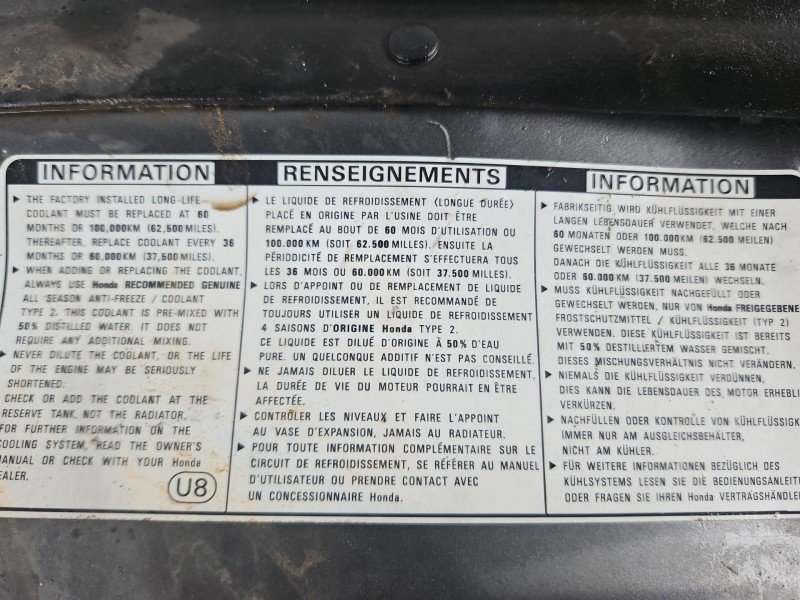 INFORMATION
▶ THE FACTORY INSTALLED LONG-LIFE
COOLANT MUST BE REPLACED AT 60
MONTHS OR 100,000KM (62,500 MILES).
THEREAFTER, REPLACE COOLANT EVERY 36
MONTHS OR 60,000KM (37,500 MILES).
▶ WHEN ADDING OR REPLACING THE COOLANT,
ALWAYS USE Honda RECOMMENDED GENUINE
ALL SEASON ANTI-FREEZE / COOLANT
TYPE 2. THIS COOLANT IS PRE-MIXED WITH
50% DISTILLED WATER. IT DOES NOT
REQUIRE ANY ADDITIONAL MIXING.
▶ NEVER DILUTE THE COOLANT, OR THE LIFE
OF THE ENGINE MAY BE SERIOUSLY
SHORTENED.
CHECK OR ADD THE COOLANT AT THE
RESERVE TANK, NOT THE RADIATOR.
FOR FURTHER INFORMATION ON THE
COOLING SYSTEM, READ THE OWNER'S
MANUAL OR CHECK WITH YOUR Honda
EALER.
U8
RENSEIGNEMENTS
▶ LE LIQUIDE DE REFROIDISSEMENT (LONGUE DURÉE)
PLACÉ EN ORIGINE PAR L'USINE DOIT ÊTRE
REMPLACÉ AU BOUT DE 60 MOIS D'UTILISATION OU
100.000KM (SOIT 62.500 MILLES). ENSUITE LA
PÉRIODICITÉ DE REMPLACEMENT S'EFFECTUERA TOUS
LES 36 MOIS OU 60.000KM (SOIT 37.500 MILLES).
▶ LORS D'APPOINT OU DE REMPLACEMENT DE LIQUIDE
DE REFROIDISSEMENT, IL EST RECOMMANDÉ DE
TOUJOURS UTILISER UN LIQUIDE DE REFROIDISSEMENT
4 SAISONS D'ORIGINE Honda TYPE 2.
CE LIQUIDE EST DILUÉ D'ORIGINE À 50% D'EAU
PURE. UN QUELCONQUE ADDITIF N'EST PAS CONSEILLÉ.
▶ NE JAMAIS DILUER LE LIQUIDE DE REFROIDISSEMENT,
LA DURÉE DE VIE DU MOTEUR POURRAIT EN ÊTRE
AFFECTÉE.
▶ CONTRÔLER LES NIVEAUX ET FAIRE L'APPOINT
AU VASE D'EXPANSION, JAMAIS AU RADIATEUR.
▶ POUR TOUTE INFORMATION COMPLÉMENTAIRE SUR LE
CIRCUIT DE REFROIDISSEMENT, SE RÉFÉRER AU MANUEL
D'UTILISATEUR OU PRENDRE CONTACT AVEC
UN CONCESSIONNAIRE Honda.
INFORMATION
▶ FABRIKSEITIG WIRD KÜHLFLÜSSIGKEIT MIT EINER
LANGEN LEBENSDAUER VERWENDET, WELCHE NACH
60 MONATEN ODER 100.000KM (62.500 MEILEN)
GEWECHSELT WERDEN MUSS.
DANACH DIE KÜHLFLÜSSIGKEIT ALLE 36 MONATE
ODER 60.000KM (37.500 MEILEN) WECHSELN.
▶ MUSS KÜHLFLÜSSIGKEIT NACHGEFÜLLT ODER
GEWECHSELT WERDEN, NUR VON Honda FREIGEGEBENE
FROSTSCHUTZMITTEL / KÜHLFLÜSSIGKEIT (TYP 2)
VERWENDEN. DIESE KÜHLFLÜSSIGKEIT IST BEREITS
MIT 50% DESTILLIERTEM WASSER GEMISCHT.
DIESES MISCHUNGSVERHÄLTNIS NICHT VERÄNDERN.
▶ NIEMALS DIE KÜHLFLÜSSIGKEIT VERDÜNNEN,
DIES KANN DIE LEBENSDAUER DES MOTOR ERHEBLI
VERKÜRZEN.
▶ NACHFÜLLEN ODER KONTROLLE VON KÜHLFLÜSSIGK
IMMER NUR AM AUSGLEICHSBEHÄLTER,
NICHT AM KÜHLER.
▶ FÜR WEITERE INFORMATIONEN BEZÜGLICH DES
KÜHLSYSTEMS LESEN SIE DIE BEDIENUNGSANLEIT
ODER FRAGEN SIE IHREN Honda VERTRAGSHÄNDLER